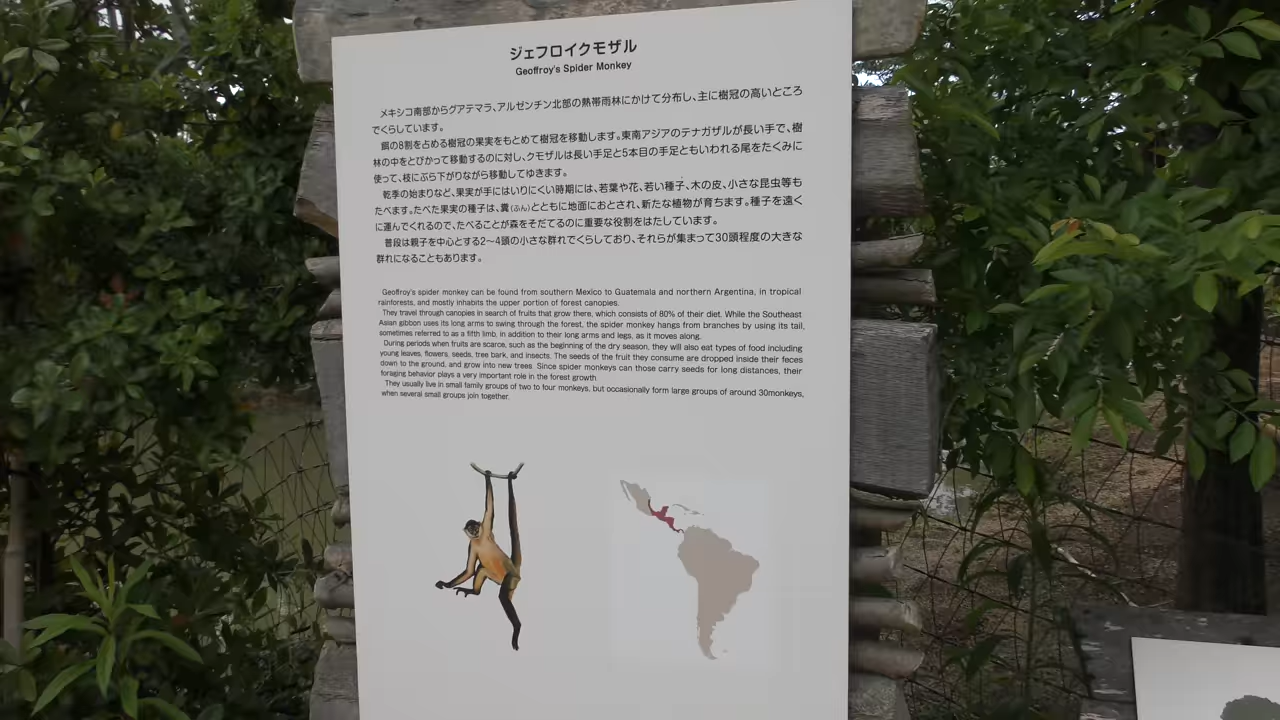 ジェフロイクモザル
Geoffroy's Spider Monkey
メキシコ南部からグアテマラ、アルゼンチン北部の熱帯雨林にかけて分布し、主に樹冠の高いところ
でくらしています。
餌の8割を占める樹冠の果実をもとめて樹冠を移動します。東南アジアのテナガザルが長い手で、樹
林の中をとびかって移動するのに対し、クモザルは長い手足と5本目の手足ともいわれる尾をたくみに
使って、枝にぶら下がりながら移動してゆきます。
乾季の始まりなど、果実が手にはいりにくい時期には、若葉や花、若い種子、木の皮、小さな昆虫等も
たべます。たべた果実の種子は、糞(ふん)とともに地面におとされ、新たな植物が育ちます。種子を遠く
に運んでくれるので、たべることが森をそだてるのに重要な役割をはたしています。
普段は親子を中心とする2〜4頭の小さな群れでくらしており、それらが集まって30頭程度の大きな
群れになることもあります。
Geoffroy's spider monkey can be found from southern Mexico to Guatemala and northern Argentina, in tropical
rainforests, and mostly inhabits the upper portion of forest canopies.
They travel through canopies in search of fruits that grow there, which consists of 80% of their diet. While the Southeast
Asian gibbon uses its long arms to swing through the forest, the spider monkey hangs from branches by using its tail,
sometimes referred to as a fifth limb, in addition to their long arms and legs, as it moves along.
During periods when fruits are scarce, such as the beginning of the dry season, they will also eat types of food including
young leaves, flowers, seeds, tree bark, and insects. The seeds of the fruit they consume are dropped inside their feces
down to the ground, and grow into new trees. Since spider monkeys can those carry seeds for long distances, their
foraging behavior plays a very important role in the forest growth
They usually live in small family groups of two to four monkeys, but occasionally form large groups of around 30monkeys,
when several small groups join together.